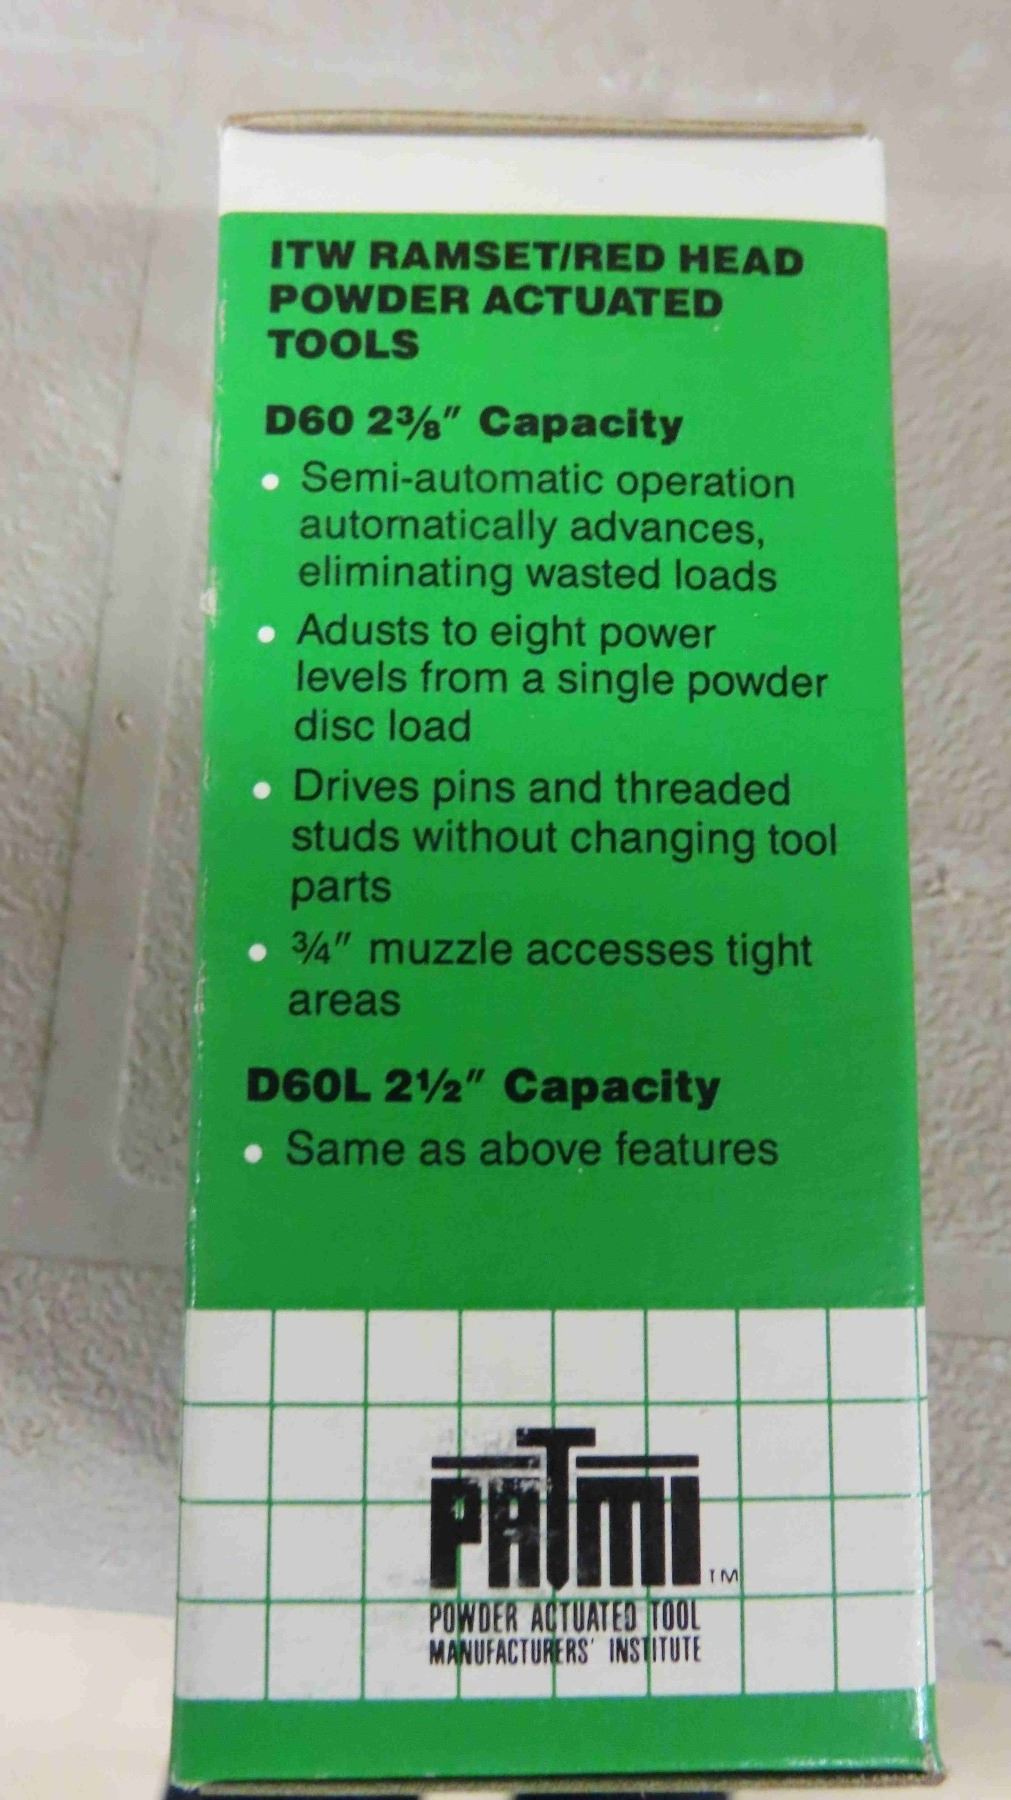 ITW RAMSET/RED HEAD
POWDER ACTUATED
TOOLS
D60 2⅜″ Capacity
• Semi-automatic operation
automatically advances,
eliminating wasted loads
• Adusts to eight power
levels from a single powder
disc load
• Drives pins and threaded
studs without changing tool
parts
• ¾″ muzzle accesses tight
areas
D60L 2½″ Capacity
• Same as above features
PATMI TM
POWDER ACTUATED TOOL
MANUFACTURERS' INSTITUTE